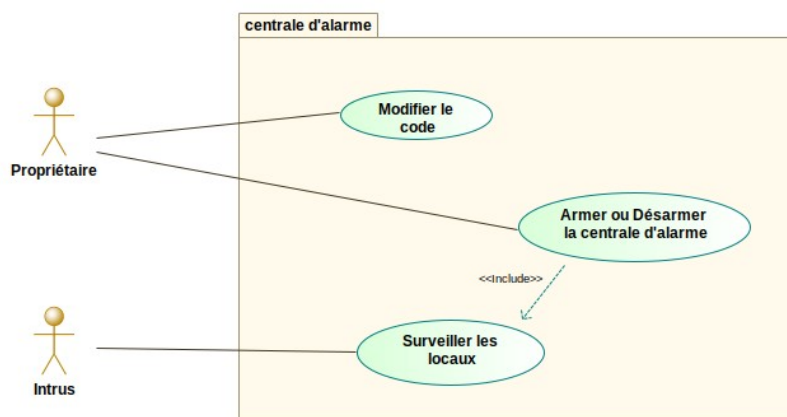 centrale d'alarme
Modifier le
code
Propriétaire
Armer ou Désarmer
la centrale d'alarme
<<Include>>
Surveiller les
locaux
Intrus